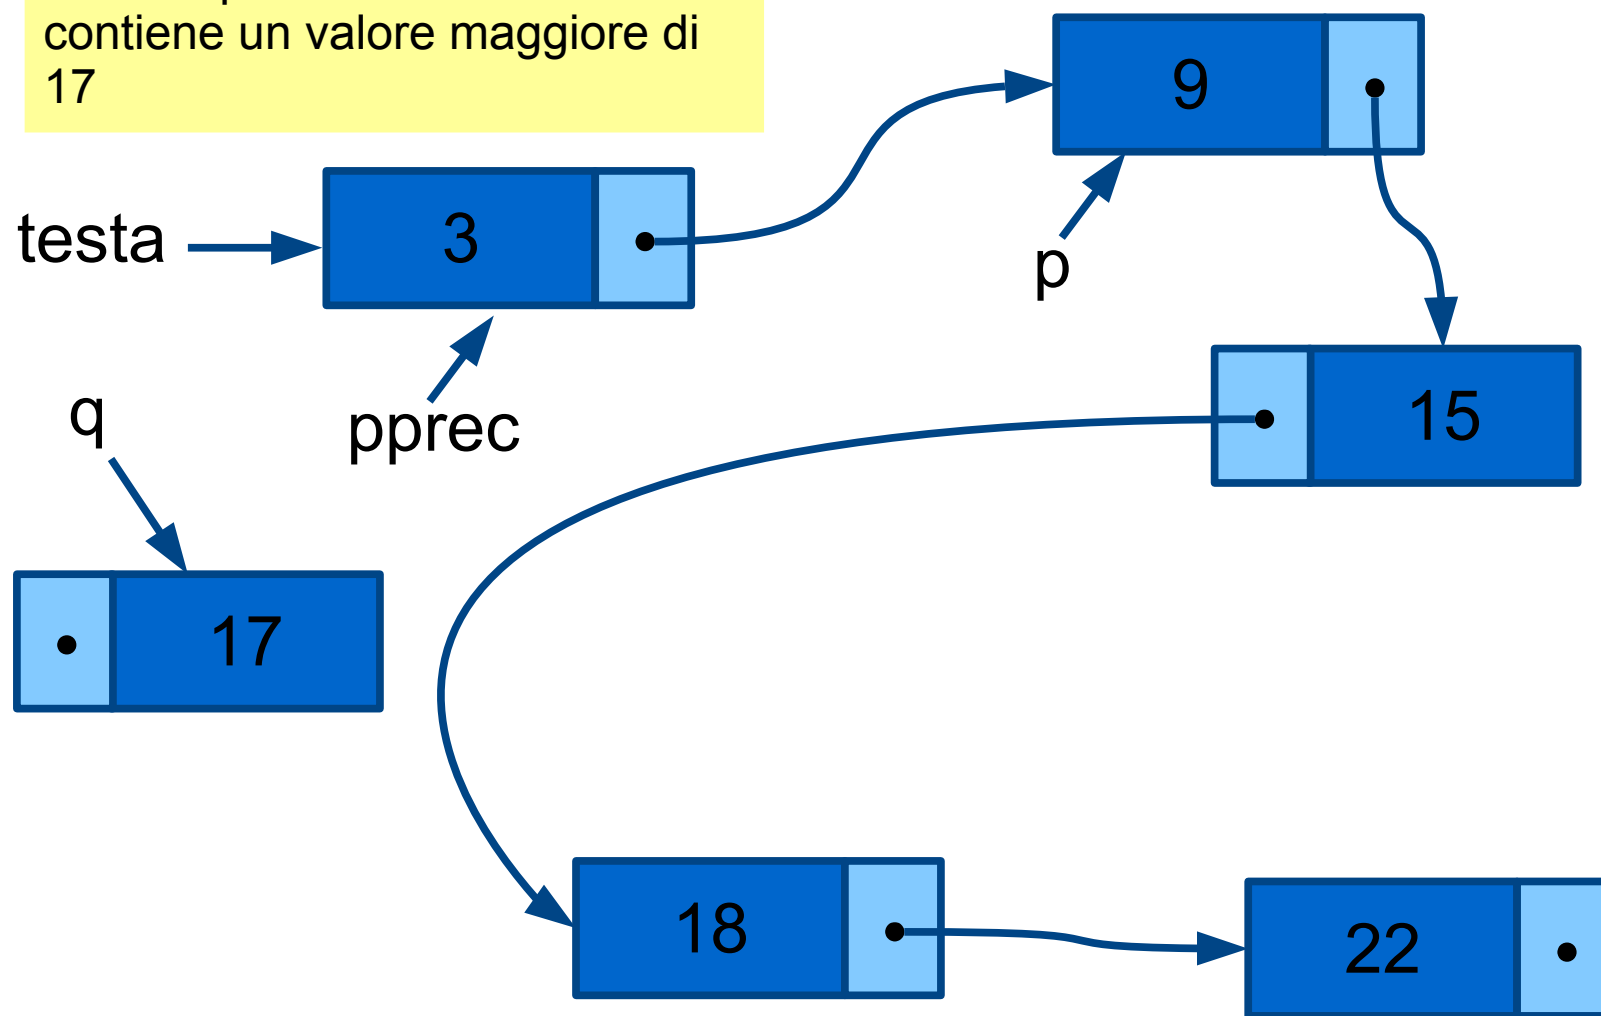 contiene un valore maggiore di
17
9
testa
3
p
q
pprec
15
17
18
22